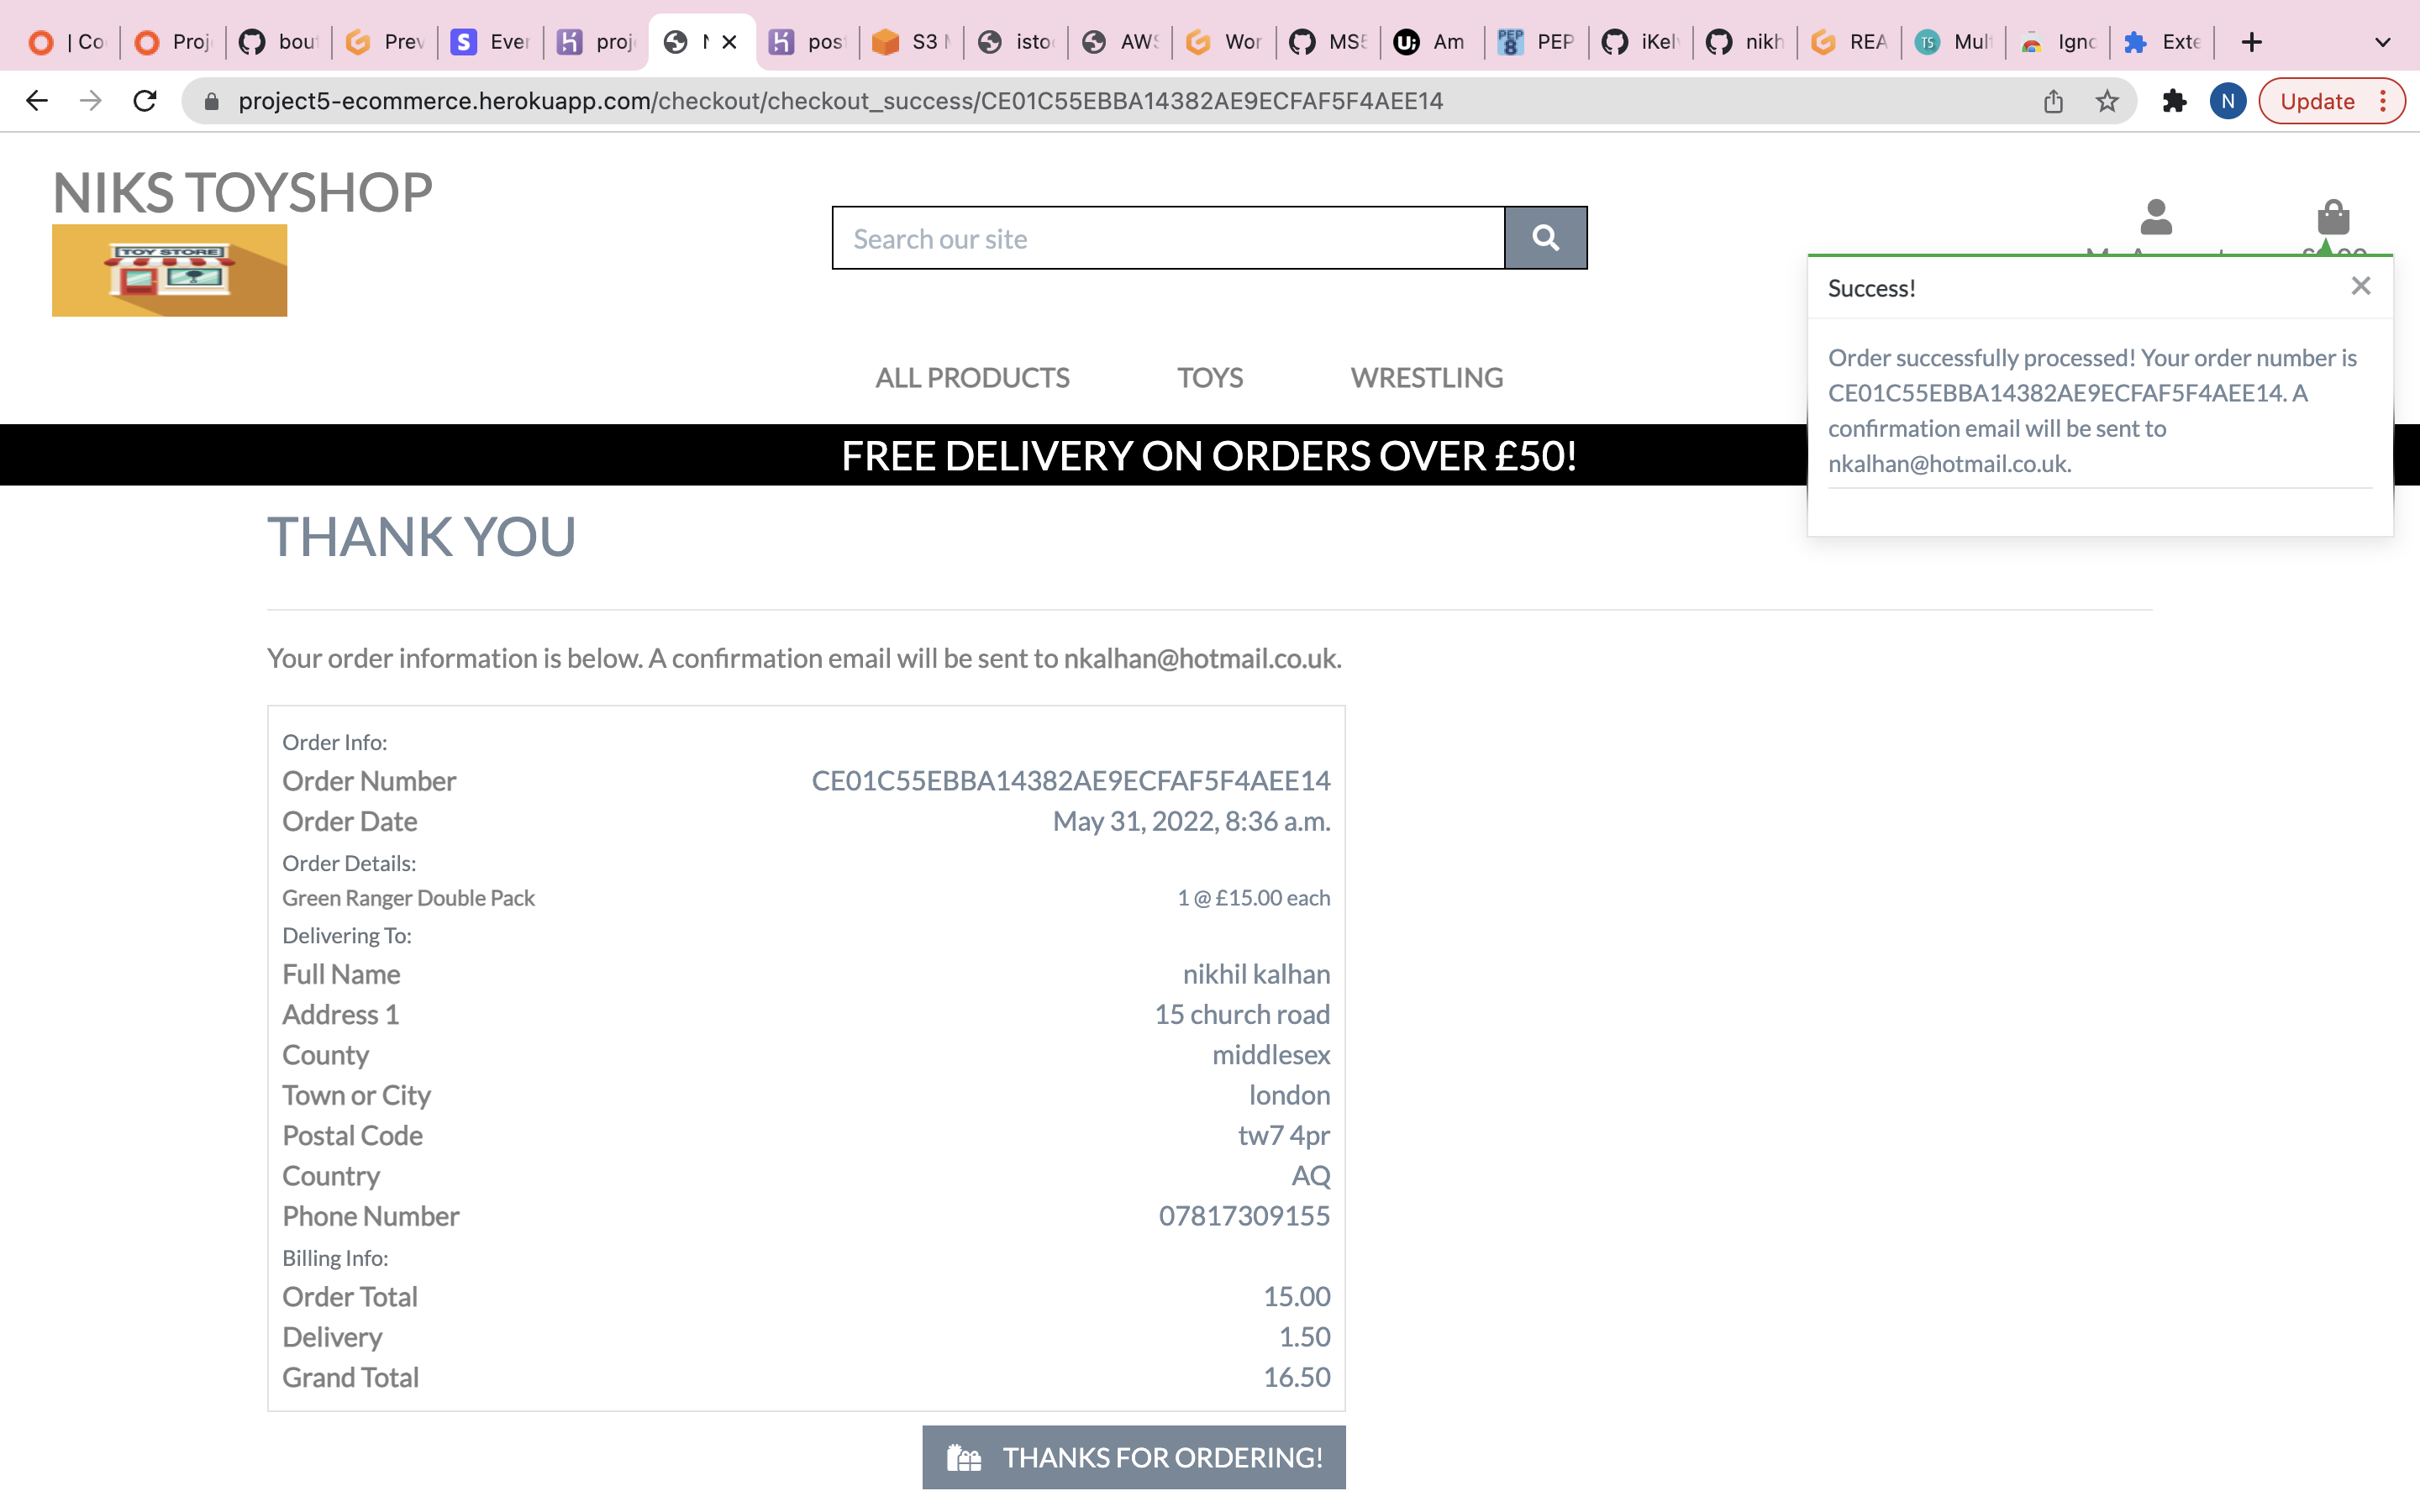 | Co
Proj
bou
Prev
S
Ever
proj
pos
S3
isto
AWS
Wor
MS5
Am
PEP
8
PEP
iKel
nikh
REA
TS
Mul
Igno
Exte
project5-ecommerce.herokuapp.com/checkout/checkout_success/CE01C55EBBA14382AE9ECFAF5F4AEE14
N
Update
NIKS TOYSHOP
TOY STORE
Search our site
Success!
Order successfully processed! Your order number is
CE01C55EBBA14382AE9ECFAF5F4AEE14. A
confirmation email will be sent to
nkalhan@hotmail.co.uk.
ALL PRODUCTS
TOYS
WRESTLING
FREE DELIVERY ON ORDERS OVER £50!
THANK YOU
Your order information is below. A confirmation email will be sent to nkalhan@hotmail.co.uk.
Order Info:
Order Number CE01C55EBBA14382AE9ECFAF5F4AEE14
Order Date May 31, 2022, 8:36 a.m.
Order Details:
Green Ranger Double Pack 1 @ £15.00 each
Delivering To:
Full Name nikhil kalhan
Address 1 15 church road
County middlesex
Town or City london
Postal Code tw7 4pr
Country AQ
Phone Number 07817309155
Billing Info:
Order Total 15.00
Delivery 1.50
Grand Total 16.50
THANKS FOR ORDERING!